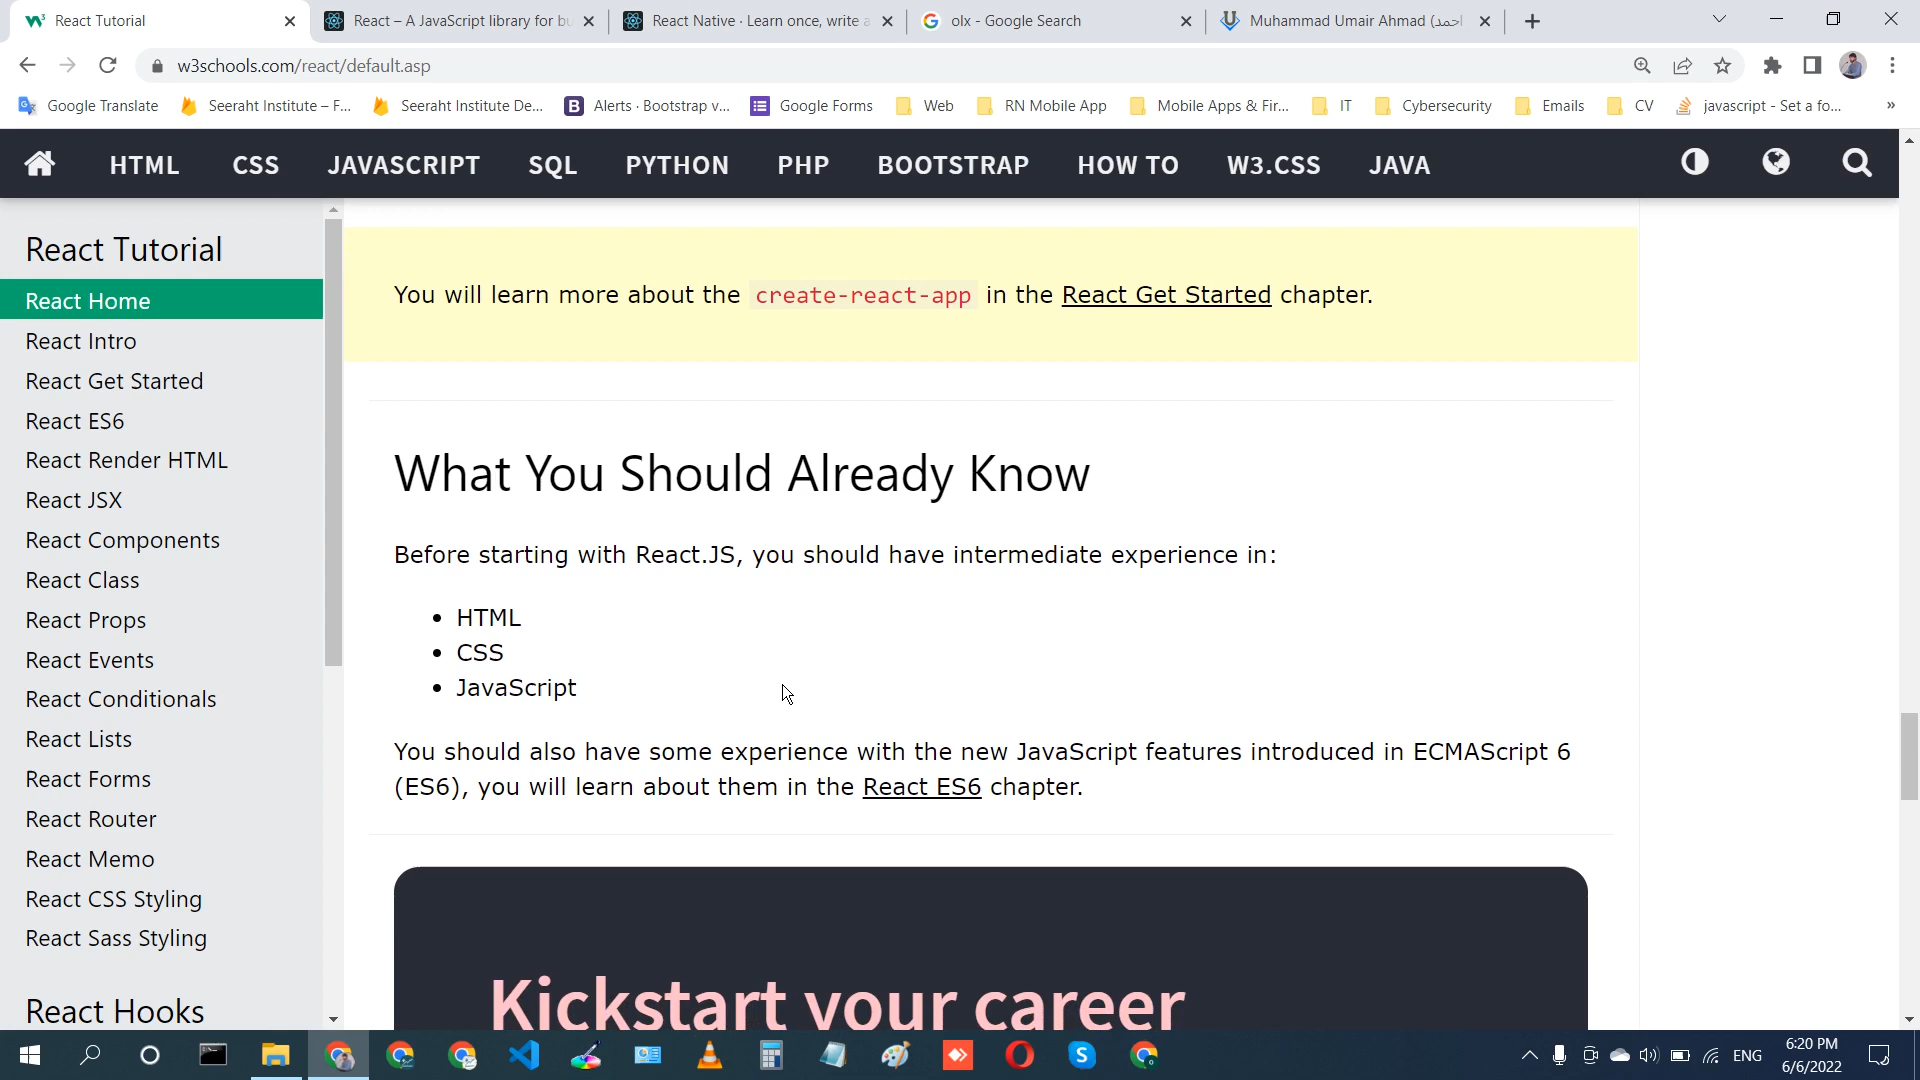 React Tutorial
React – A JavaScript library for bu
React Native · Learn once, write a
olx - Google Search
Muhammad Umair Ahmad (احمد
w3schools.com/react/default.asp
Google Translate
Seeraht Institute – F...
Seeraht Institute De...
Alerts · Bootstrap v...
Google Forms
Web
RN Mobile App
Mobile Apps & Fir...
IT
Cybersecurity
Emails
CV
javascript - Set a fo...
»
HTML
CSS
JAVASCRIPT
SQL
PYTHON
PHP
BOOTSTRAP
HOW TO
W3.CSS
JAVA
React Tutorial
React Home
React Intro
React Get Started
React ES6
React Render HTML
React JSX
React Components
React Class
React Props
React Events
React Conditionals
React Lists
React Forms
React Router
React Memo
React CSS Styling
React Sass Styling
React Hooks
You will learn more about the create-react-app in the React Get Started chapter.
What You Should Already Know
Before starting with React.JS, you should have intermediate experience in:
• HTML
• CSS
• JavaScript
You should also have some experience with the new JavaScript features introduced in ECMAScript 6
(ES6), you will learn about them in the React ES6 chapter.
Kickstart your career
ENG
6:20 PM
6/6/2022